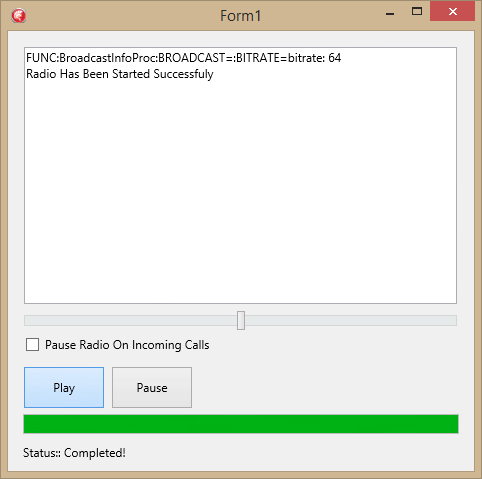 Form1
FUNC:BroadcastInfoProc:BROADCAST=:BITRATE=bitrate: 64
Radio Has Been Started Successfuly
Pause Radio On Incoming Calls
Play
Pause
Status:: Completed!